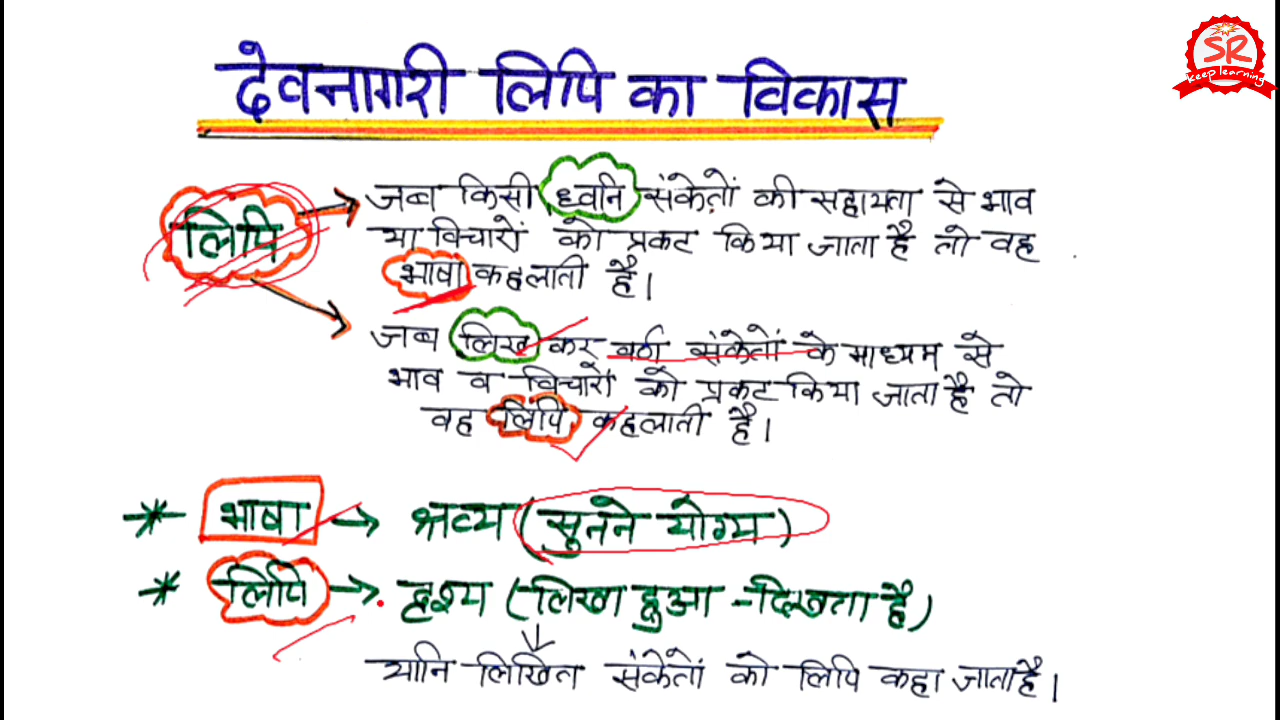 देवनागरी लिपि का विकास
SR
keep learning
लिपि
जब किसी ध्वनि संकेतों की सहायता से भाव
या विचारों को प्रकट किया जाता है तो वह
भाषा कहलाती है।
जब लिख कर वर्ण संकेतों के माध्यम से
भाव व विचारों को प्रकट किया जाता है तो
वह लिपि कहलाती है।
* भाषा → श्रव्य (सुनने योग्य)
* लिपि → दृश्य (लिखा हुआ - दिखता है)
यानि लिखित संकेतों को लिपि कहा जाता है।